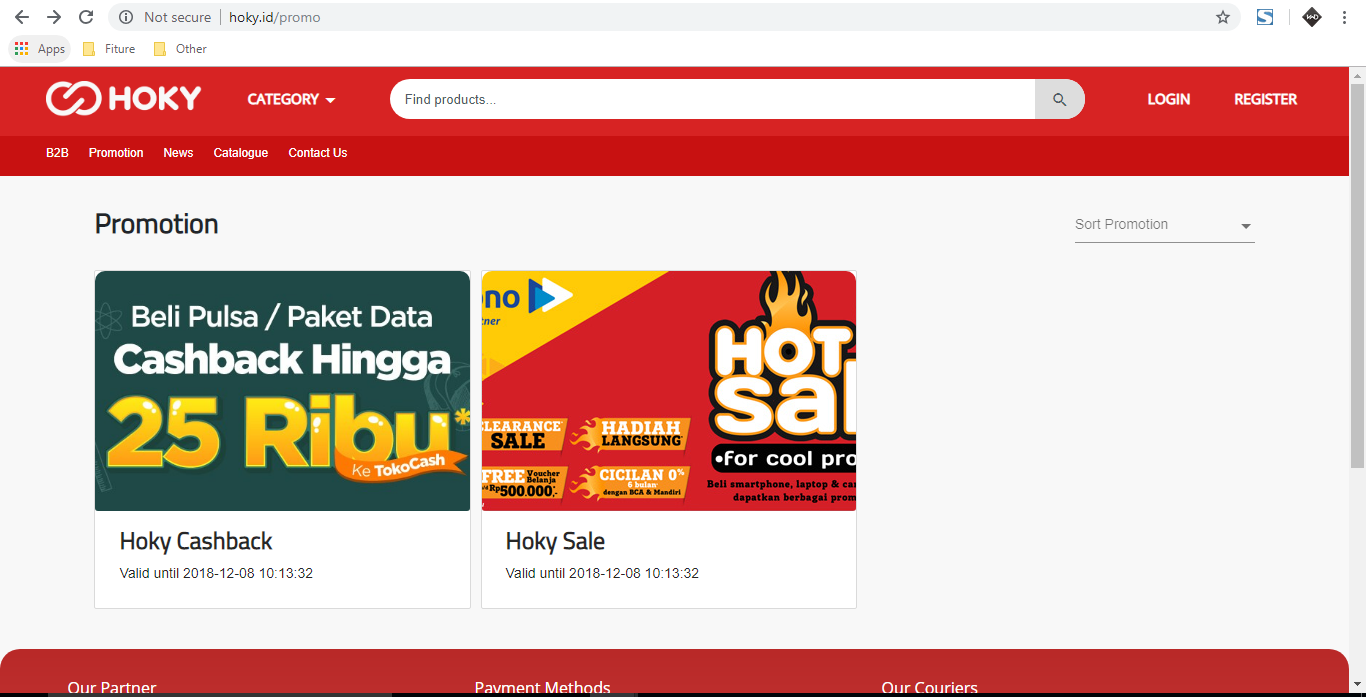 Not secure hoky.id/promo
Apps Fiture Other
HOKY CATEGORY Find products... LOGIN REGISTER
B2B Promotion News Catalogue Contact Us
Promotion
Sort Promotion
Beli Pulsa / Paket Data
Cashback Hingga
25 Ribu*
Ke TokoCash
no
tner
HOT
Sal
CLEARANCE
SALE
HADIAH
LANGSUNG
•for cool pro
FREE Voucher Belanja
Rp500.000,-
CICILAN 0%
6 bulan
dengan BCA & Mandiri
Beli smartphone, laptop & ca
dapatkan berbagai prom
Hoky Cashback
Valid until 2018-12-08 10:13:32
Hoky Sale
Valid until 2018-12-08 10:13:32
Our Partner Payment Methods Our Couriers